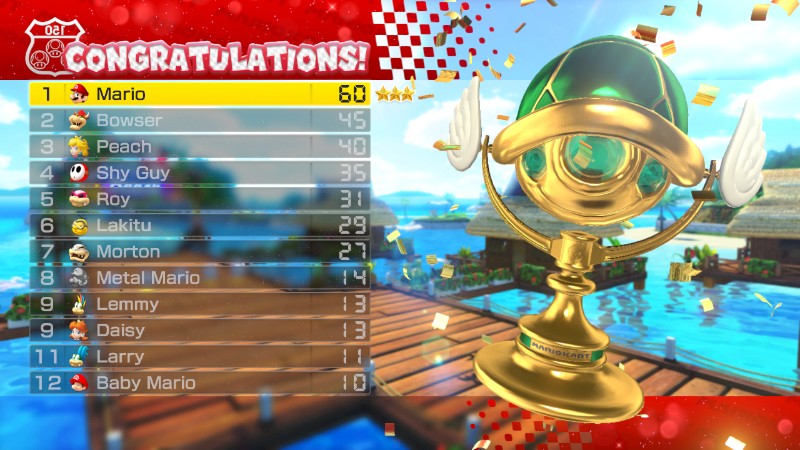 150
CONGRATULATIONS!
1 Mario 60
2 Bowser 45
3 Peach 40
4 Shy Guy 35
5 Roy 31
6 Lakitu 29
7 Morton 27
8 Metal Mario 14
9 Lemmy 13
9 Daisy 13
11 Larry 11
12 Baby Mario 10
MARIOKART